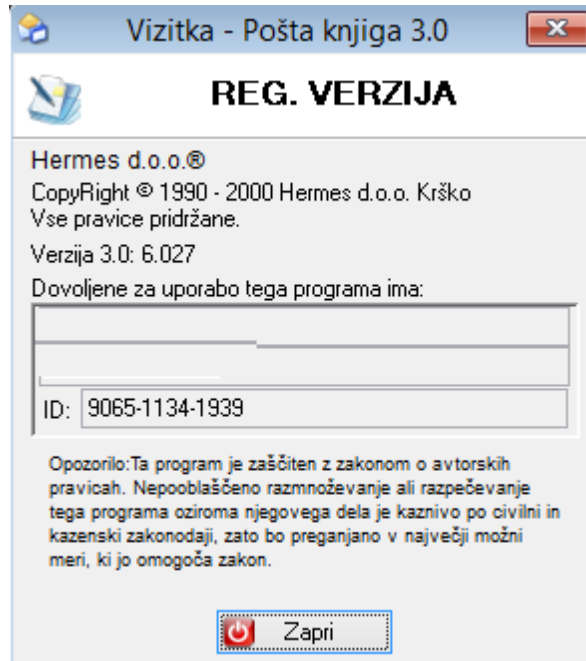 Vizitka - Pošta knjiga 3.0
REG. VERZIJA
Hermes d.o.o.®
CopyRight © 1990 - 2000 Hermes d.o.o. Krško
Vse pravice pridržane.
Verzija 3.0: 6.027
Dovoljene za uporabo tega programa ima:
ID: 9065-1134-1939
Opozorilo:Ta program je zaščiten z zakonom o avtorskih
pravicah. Nepooblaščeno razmnoževanje ali razpečevanje
tega programa oziroma njegovega dela je kaznivo po civilni in
kazenski zakonodaji, zato bo preganjano v največji možni
meri, ki jo omogoča zakon.
Zapri